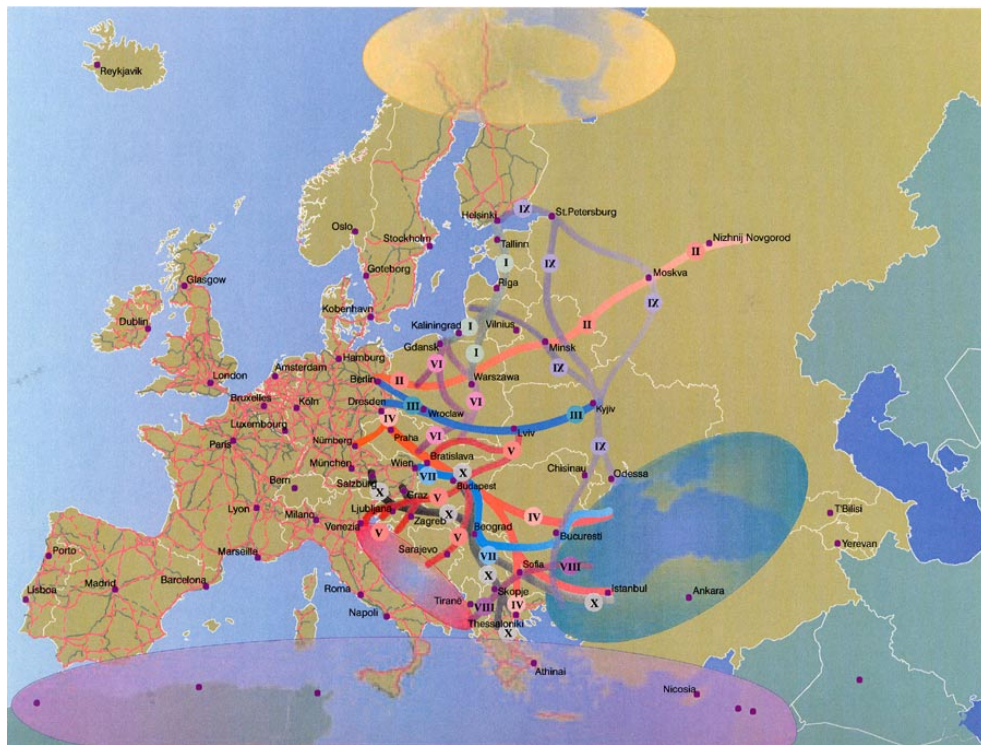 Reykjavik
Helsinki
IX
St.Petersburg
Oslo
Stockholm
Tallinn
Nizhnij Novgorod
II
I
IX
Moskva
Goteborg
Riga
IX
Glasgow
Kobenhavn
II
Dublin
Kaliningrad
I
Vilnius
Gdansk
Minsk
I
Hamburg
VI
IX
Amsterdam
London
Berlin
II
Warszawa
Bruxelles
Köln
Dresden
III
VI
Wroclaw
III
Kyjiv
Luxembourg
IV
Lviv
Paris
Nürnberg
Praha
VI
V
IX
München
Wien
Bratislava
VII
X
Chisinau
Odessa
Bern
Salzburg
Budapest
X
Graz
V
Lyon
Milano
Ljubljana
X
IV
T'Bilisi
Venezia
V
Zagreb
V
Beograd
Bucuresti
Yerevan
Porto
Marseille
Sarajevo
VII
VIII
Sofia
Madrid
Barcelona
X
Lisboa
Roma
Skopje
Istanbul
Ankara
Tiranë
VIII
IV
X
Napoli
Thessaloniki
X
Athinai
Nicosia